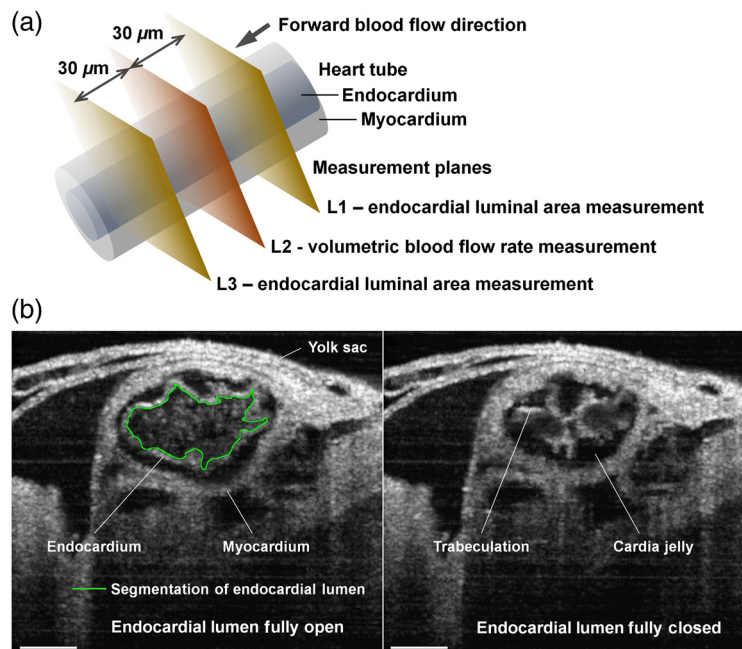 (a)
Forward blood flow direction
30 µm
30 µm
Heart tube
Endocardium
Myocardium
Measurement planes
L1 – endocardial luminal area measurement
L2 - volumetric blood flow rate measurement
L3 – endocardial luminal area measurement
(b)
Yolk sac
Endocardium
Myocardium
Segmentation of endocardial lumen
Endocardial lumen fully open
Trabeculation
Cardia jelly
Endocardial lumen fully closed